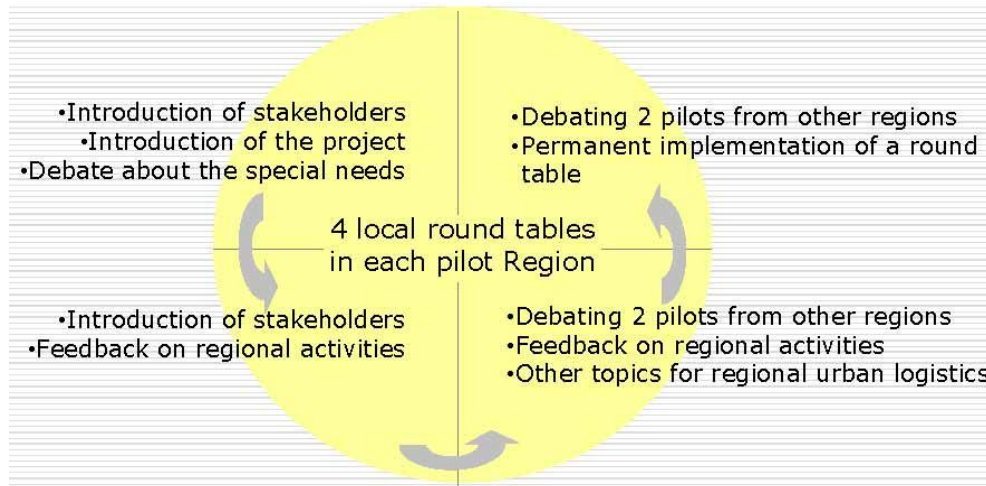 •Introduction of stakeholders
•Introduction of the project
•Debate about the special needs
•Debating 2 pilots from other regions
•Permanent implementation of a round
table
4 local round tables
in each pilot Region
•Introduction of stakeholders
•Feedback on regional activities
•Debating 2 pilots from other regions
•Feedback on regional activities
•Other topics for regional urban logistics